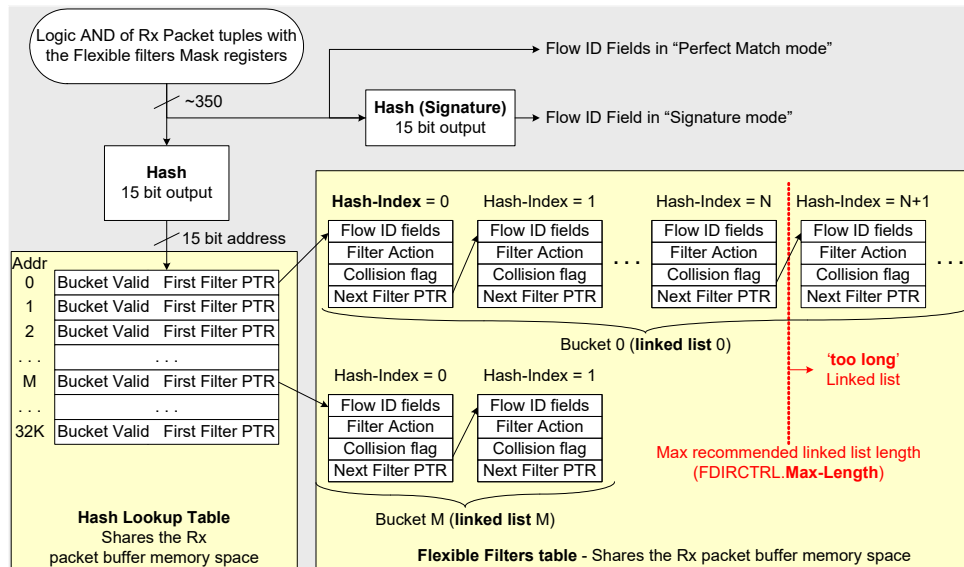 Logic AND of Rx Packet tuples with
the Flexible filters Mask registers
Flow ID Fields in “Perfect Match mode”
~350
Hash (Signature)
15 bit output
Flow ID Field in “Signature mode”
Hash
15 bit output
15 bit address
Addr
0 Bucket Valid First Filter PTR
1 Bucket Valid First Filter PTR
2 Bucket Valid First Filter PTR
. . . . . .
M Bucket Valid First Filter PTR
. . . . . .
32K Bucket Valid First Filter PTR
Hash Lookup Table
Shares the Rx
packet buffer memory space
Hash-Index = 0
Flow ID fields
Filter Action
Collision flag
Next Filter PTR
Hash-Index = 1
Flow ID fields
Filter Action
Collision flag
Next Filter PTR
. . .
Hash-Index = N
Flow ID fields
Filter Action
Collision flag
Next Filter PTR
Hash-Index = N+1
Flow ID fields
Filter Action
Collision flag
Next Filter PTR
. . .
Bucket 0 (linked list 0)
‘too long’
Linked list
Hash-Index = 0
Flow ID fields
Filter Action
Collision flag
Next Filter PTR
Hash-Index = 1
Flow ID fields
Filter Action
Collision flag
Next Filter PTR
Bucket M (linked list M)
Max recommended linked list length
(FDIRCTRL.Max-Length)
Flexible Filters table - Shares the Rx packet buffer memory space